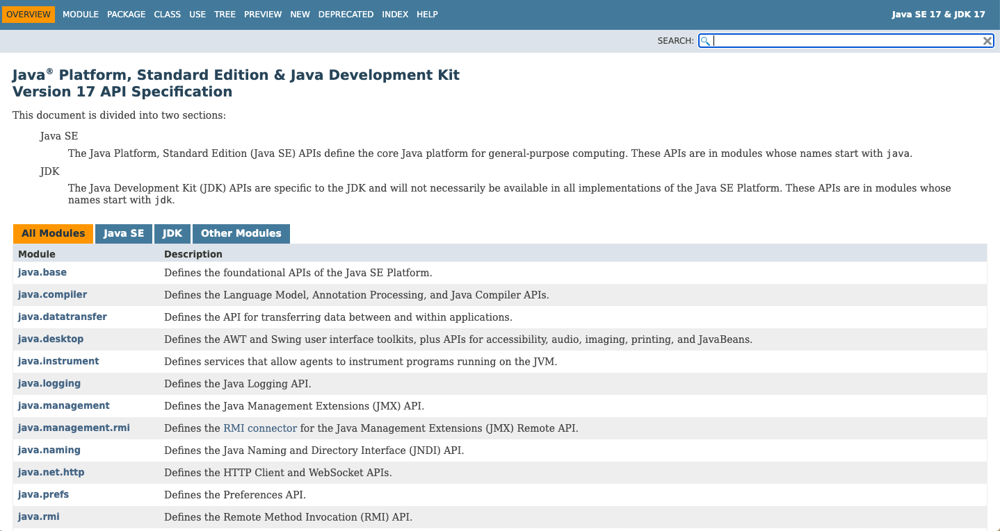 OVERVIEW MODULE PACKAGE CLASS USE TREE PREVIEW NEW DEPRECATED INDEX HELP Java SE 17 & JDK 17
SEARCH:
Java® Platform, Standard Edition & Java Development Kit
Version 17 API Specification
This document is divided into two sections:
Java SE
The Java Platform, Standard Edition (Java SE) APIs define the core Java platform for general-purpose computing. These APIs are in modules whose names start with java.
JDK
The Java Development Kit (JDK) APIs are specific to the JDK and will not necessarily be available in all implementations of the Java SE Platform. These APIs are in modules whose
names start with jdk.
All Modules Java SE JDK Other Modules
Module Description
java.base Defines the foundational APIs of the Java SE Platform.
java.compiler Defines the Language Model, Annotation Processing, and Java Compiler APIs.
java.datatransfer Defines the API for transferring data between and within applications.
java.desktop Defines the AWT and Swing user interface toolkits, plus APIs for accessibility, audio, imaging, printing, and JavaBeans.
java.instrument Defines services that allow agents to instrument programs running on the JVM.
java.logging Defines the Java Logging API.
java.management Defines the Java Management Extensions (JMX) API.
java.management.rmi Defines the RMI connector for the Java Management Extensions (JMX) Remote API.
java.naming Defines the Java Naming and Directory Interface (JNDI) API.
java.net.http Defines the HTTP Client and WebSocket APIs.
java.prefs Defines the Preferences API.
java.rmi Defines the Remote Method Invocation (RMI) API.